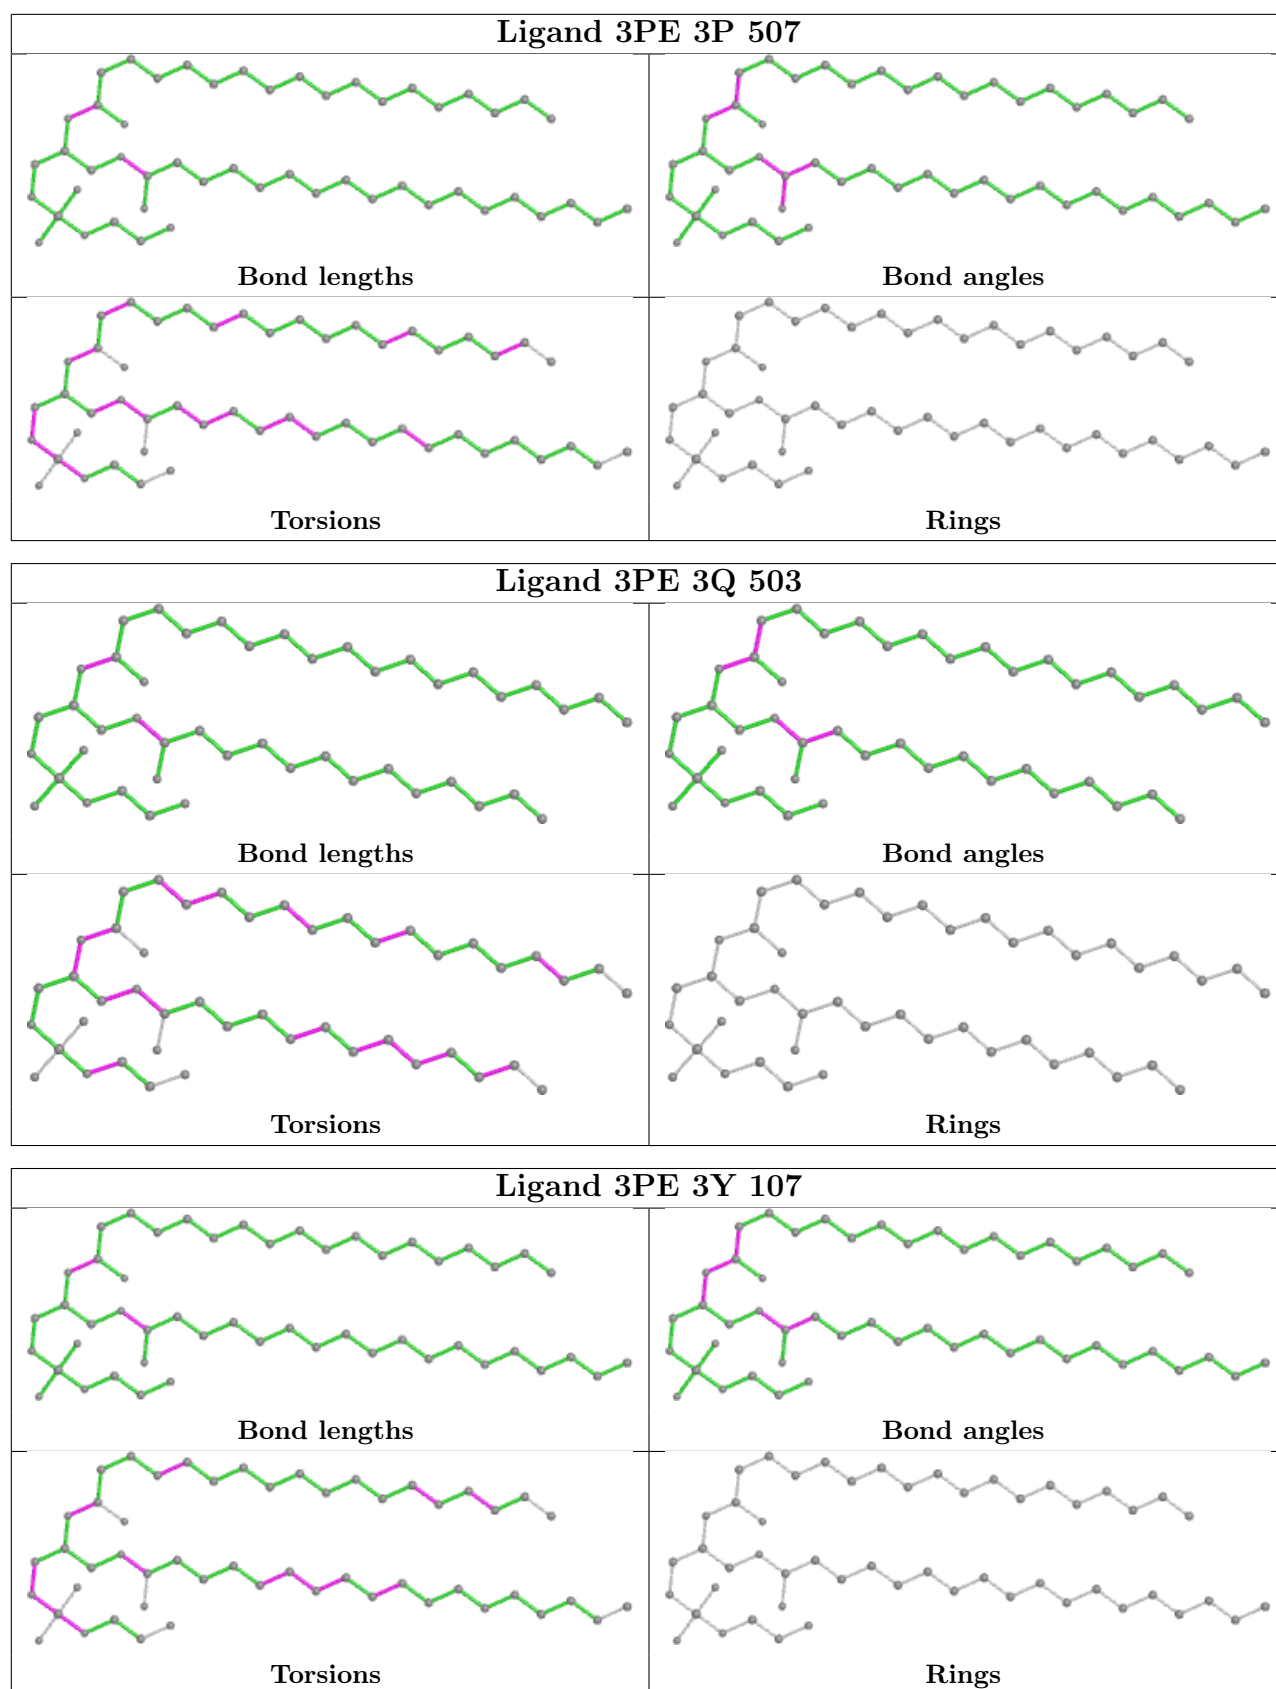 Ligand 3PE 3P 507
Bond lengths
Bond angles
Torsions
Rings
Ligand 3PE 3Q 503
Bond lengths
Bond angles
Torsions
Rings
Ligand 3PE 3Y 107
Bond lengths
Bond angles
Torsions
Rings